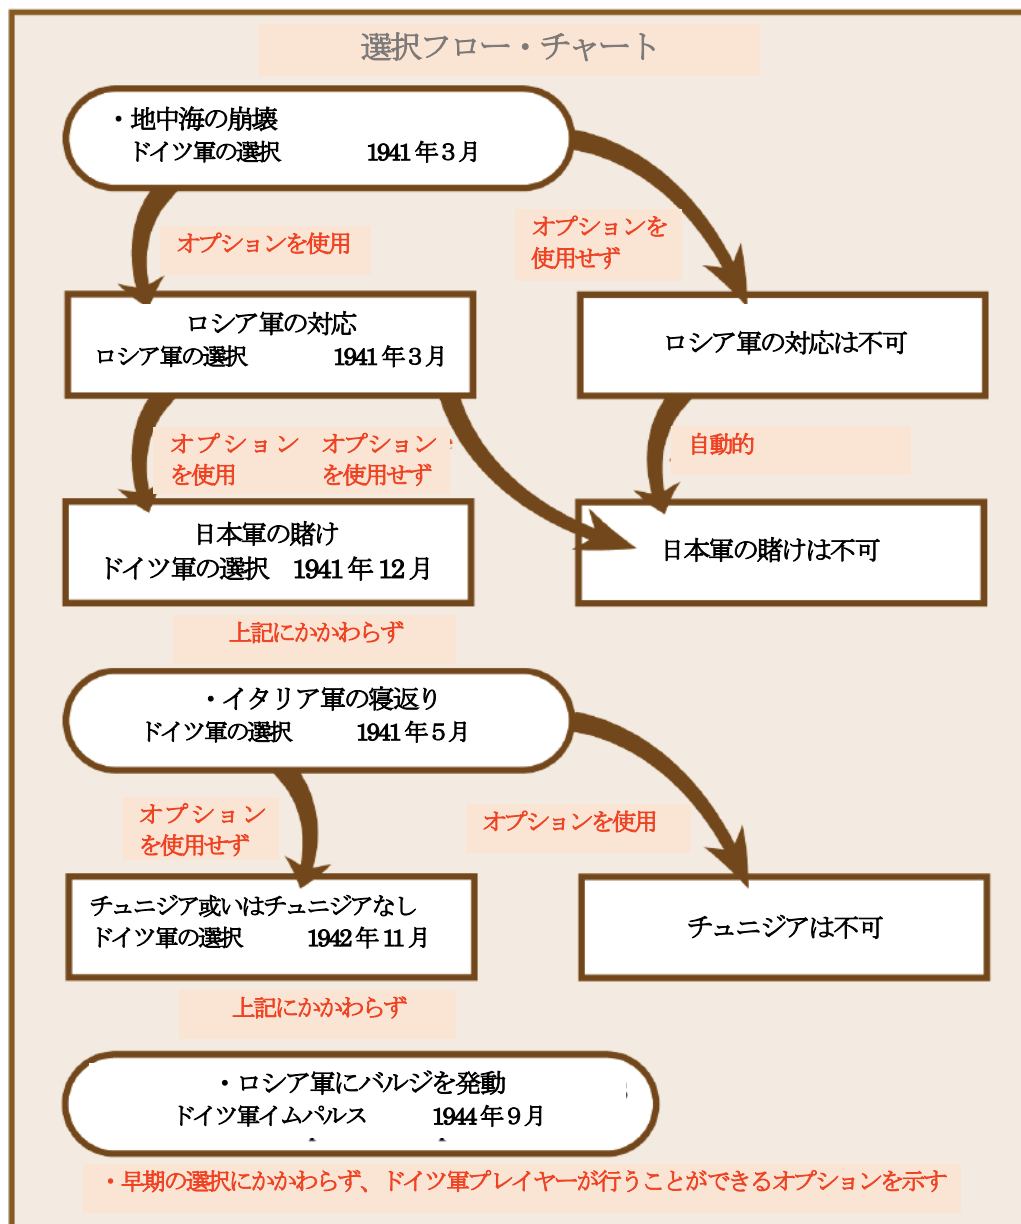 選択フロー・チャート
・地中海の崩壊
ドイツ軍の選択 1941年3月
オプションを使用
オプションを
使用せず
ロシア軍の対応
ロシア軍の選択 1941年3月
ロシア軍の対応は不可
オプション
を使用
オプション
を使用せず
自動的
日本軍の賭け
ドイツ軍の選択 1941年12月
日本軍の賭けは不可
上記にかかわらず
・イタリア軍の寝返り
ドイツ軍の選択 1941年5月
オプション
を使用せず
オプションを使用
チュニジア或いはチュニジアなし
ドイツ軍の選択 1942年11月
チュニジアは不可
上記にかかわらず
・ロシア軍にバルジを発動
ドイツ軍イムパルス 1944年9月
・早期の選択にかかわらず、ドイツ軍プレイヤーが行うことができるオプションを示す